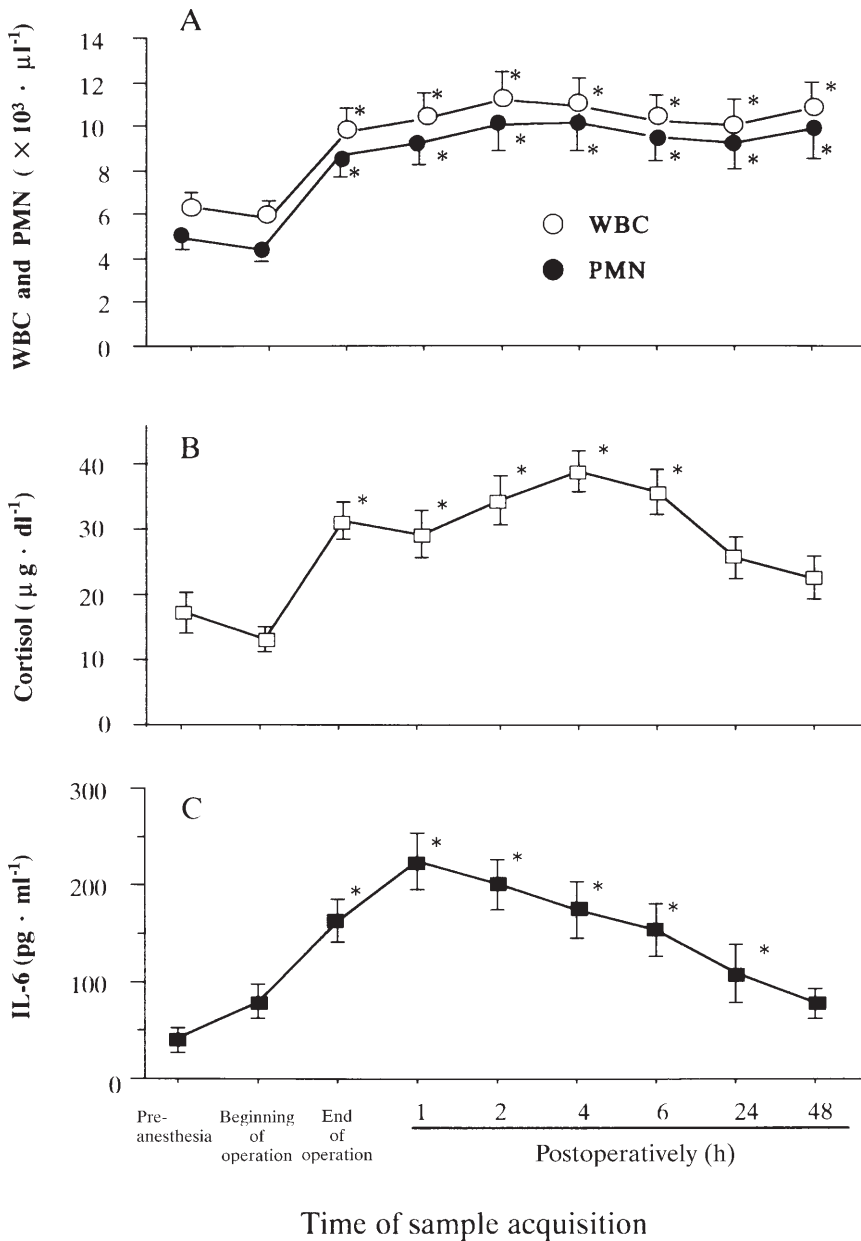 A
WBC and PMN ( × 10³ · μl⁻¹)
14
12
10
8
6
4
2
0
* * * * * * *
* * * * * * *
WBC
PMN
B
Cortisol ( μ g · dl⁻¹)
40
30
20
10
0
* * * * *
C
IL-6 (pg · ml⁻¹)
300
200
100
0
* * * * * *
Pre-
anesthesia
Beginning
of
operation
End
of
operation
1 2 4 6 24 48
Postoperatively (h)
Time of sample acquisition